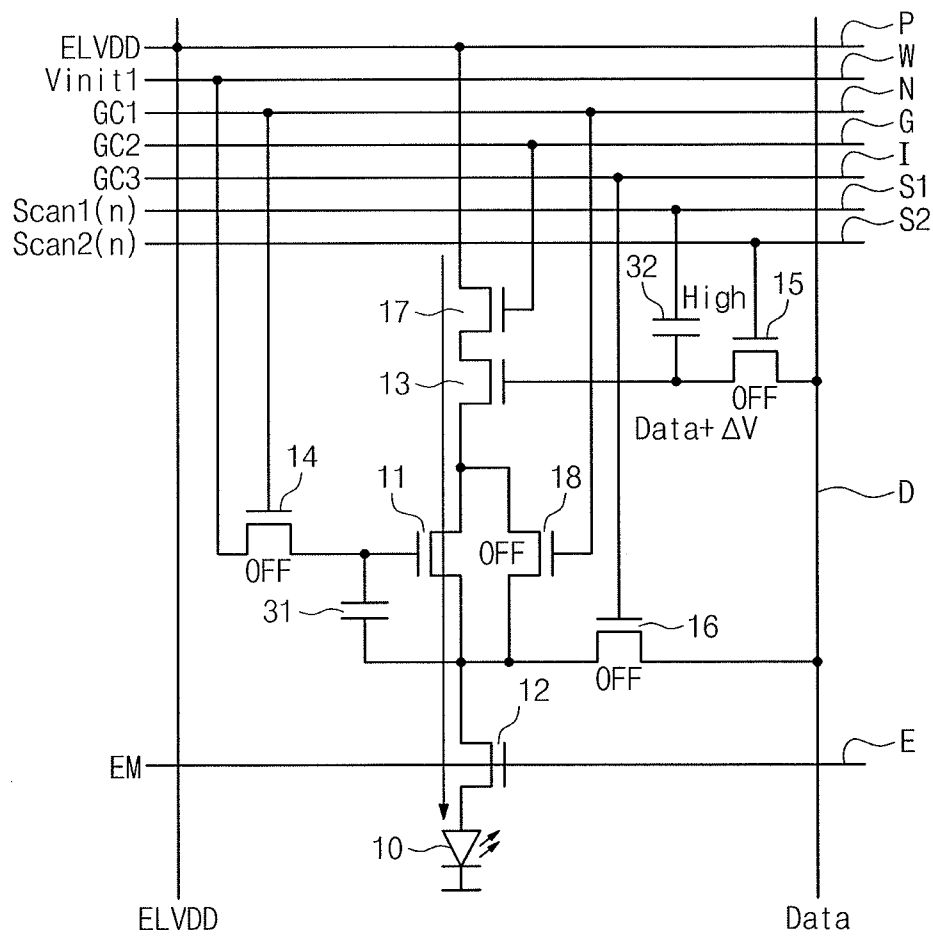 P
ELVDD
W
Vinit1
N
GC1
G
GC2
I
GC3
S1
Scan1(n)
S2
Scan2(n)
32
High
15
17
13
OFF
Data+ΔV
14
11
18
D
OFF
OFF
31
16
OFF
12
E
EM
10
ELVDD
Data